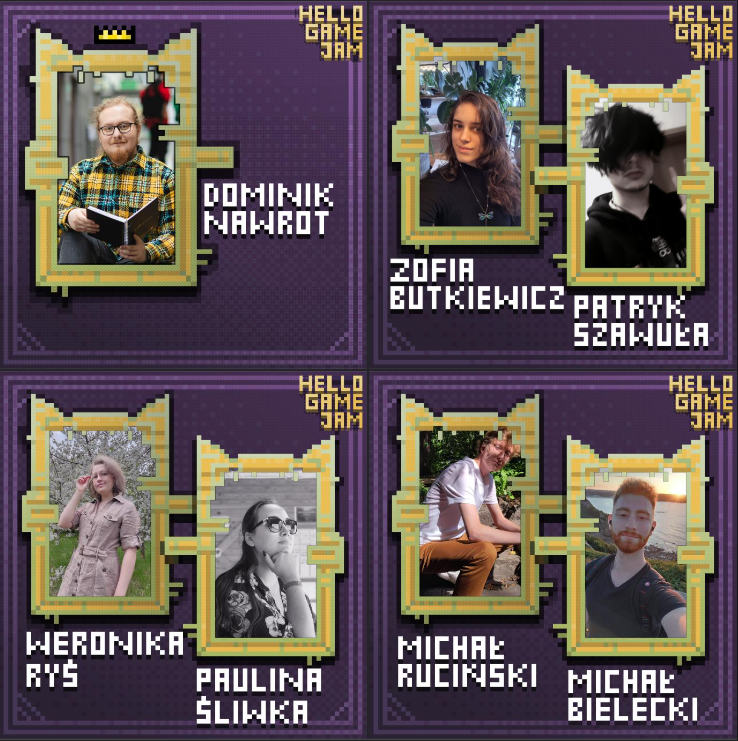 HELLO
GAME
JAM
DOMINIK
NAWROT
HELLO
GAME
JAM
ZOFIA
BUTKIEWICZ
PATRYK
SZAWUŁA
HELLO
GAME
JAM
WERONIKA
RYŚ
PAULINA
ŚLIWKA
HELLO
GAME
JAM
MICHAŁ
RUCIŃSKI
MICHAŁ
BIELECKI